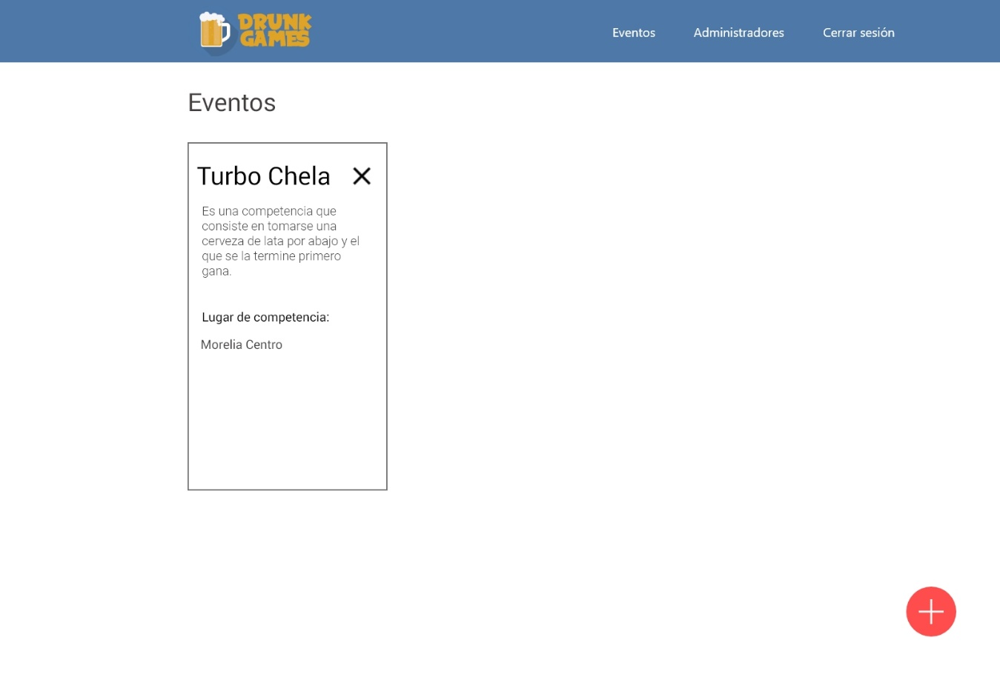 DRUNK
GAMES
Eventos Administradores Cerrar sesión
Eventos
Turbo Chela
Es una competencia que
consiste en tomarse una
cerveza de lata por abajo y el
que se la termine primero
gana.
Lugar de competencia:
Morelia Centro